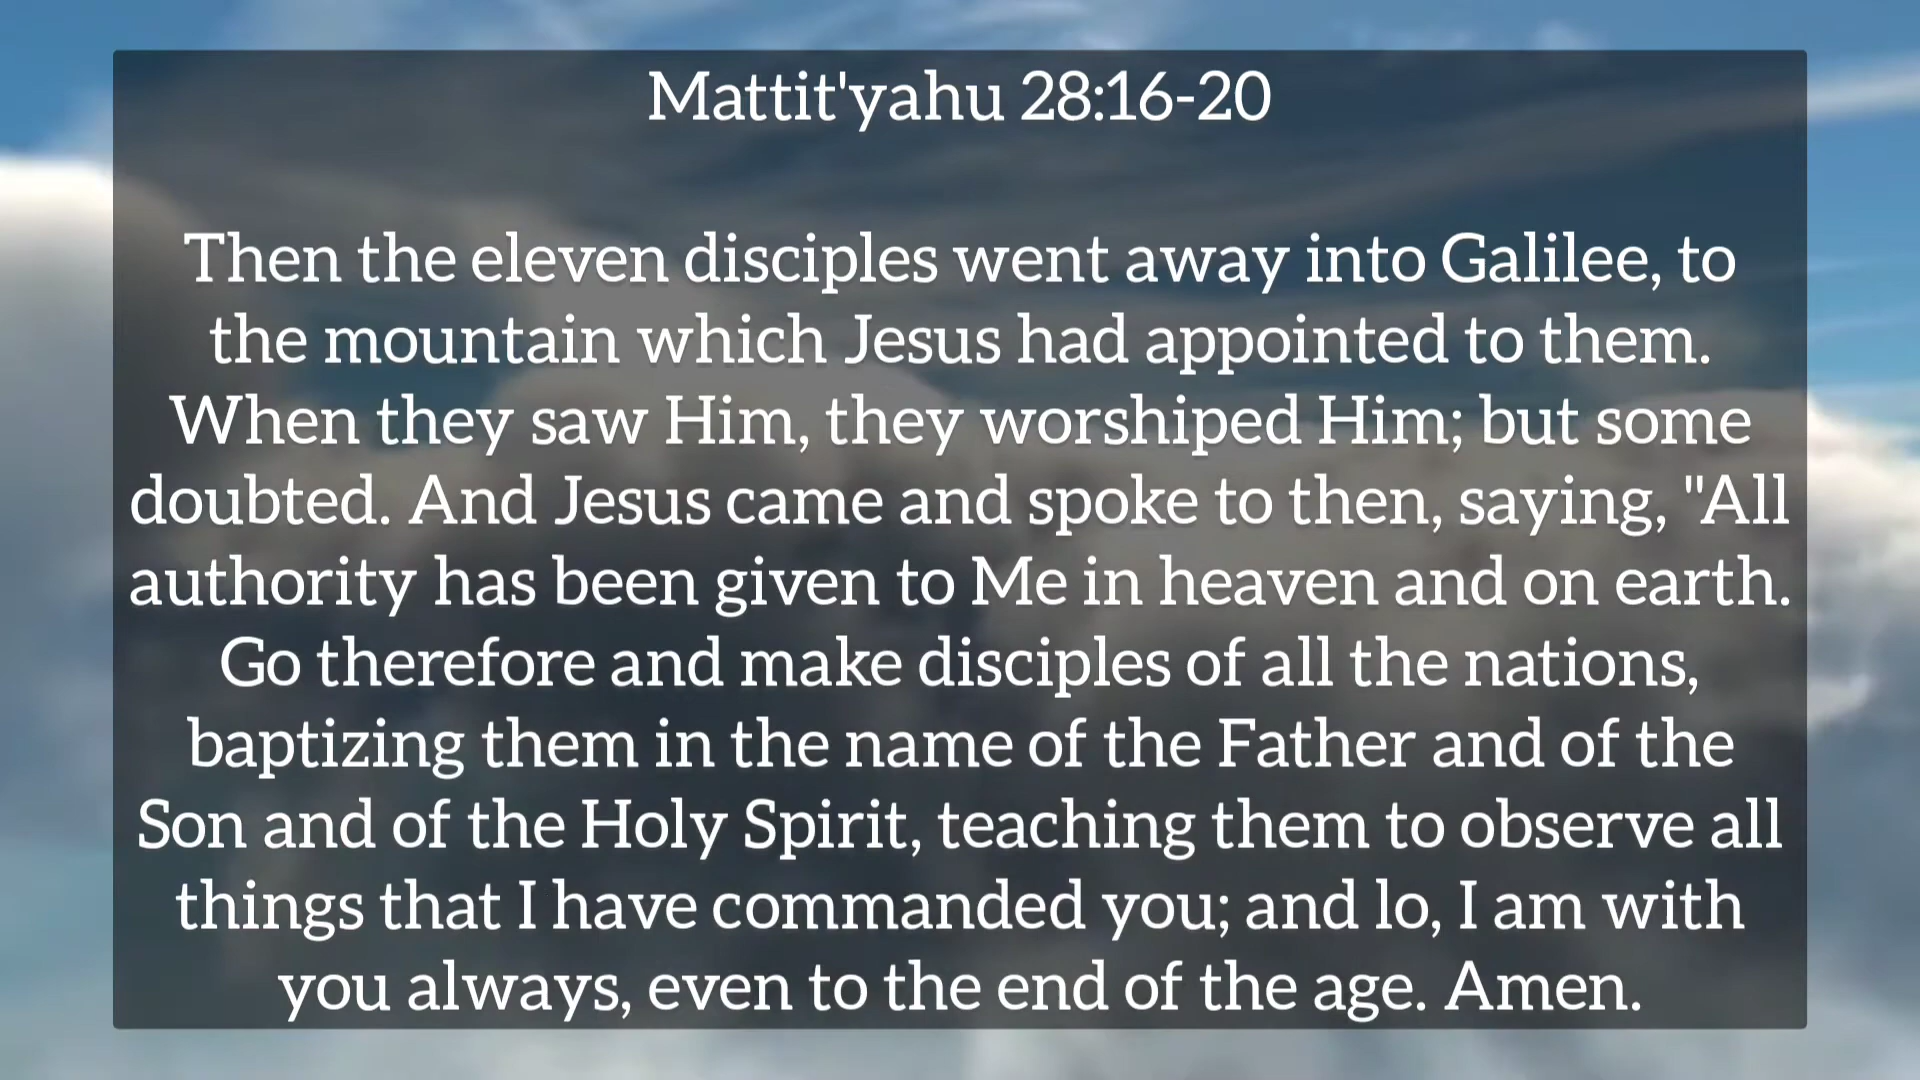 Mattit'yahu 28:16-20
Then the eleven disciples went away into Galilee, to
the mountain which Jesus had appointed to them.
When they saw Him, they worshiped Him; but some
doubted. And Jesus came and spoke to then, saying, "All
authority has been given to Me in heaven and on earth.
Go therefore and make disciples of all the nations,
baptizing them in the name of the Father and of the
Son and of the Holy Spirit, teaching them to observe all
things that I have commanded you; and lo, I am with
you always, even to the end of the age. Amen.